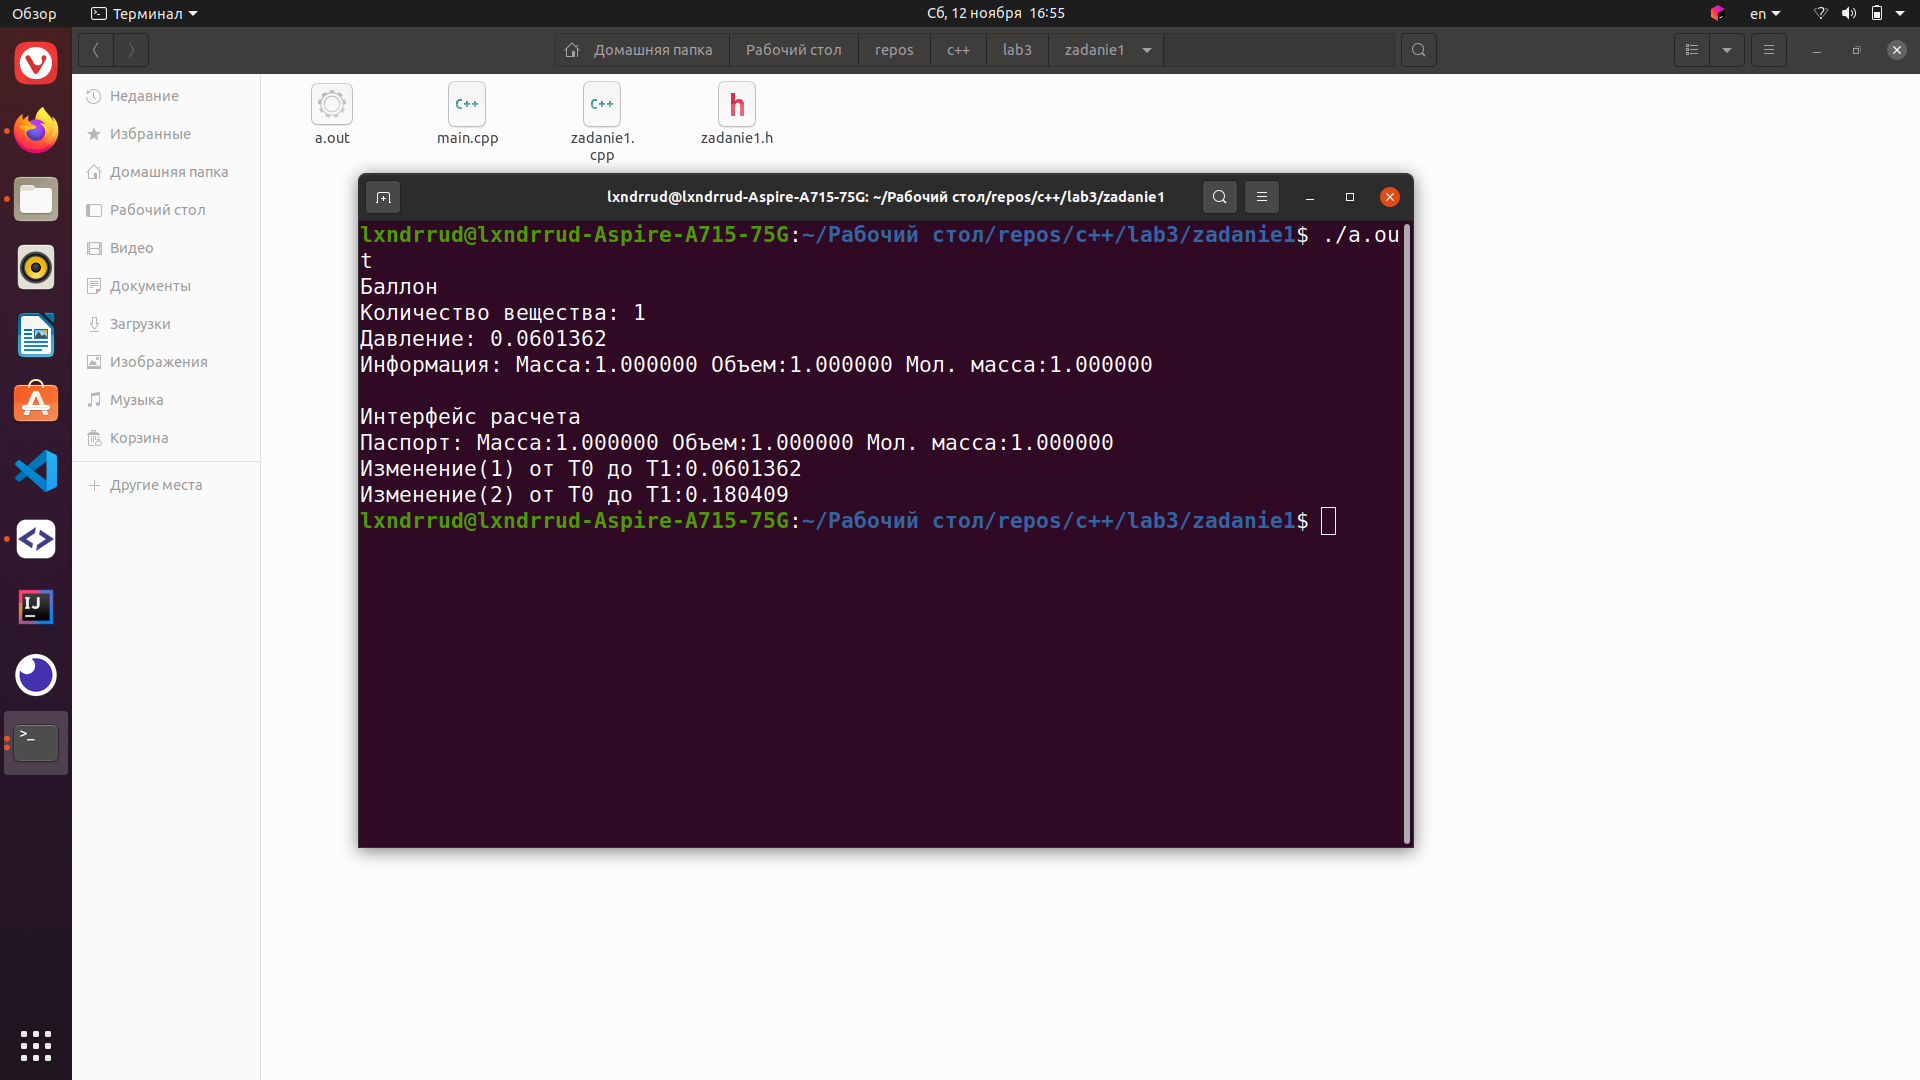 Обзор
Терминал
Сб, 12 ноября 16:55
en
Домашняя папка
Рабочий стол
repos
c++
lab3
zadanie1
Недавние
Избранные
Домашняя папка
Рабочий стол
Видео
Документы
Загрузки
Изображения
Музыка
Корзина
Другие места
a.out
C++
main.cpp
C++
zadanie1.
cpp
h
zadanie1.h
lxndrrud@lxndrrud-Aspire-A715-75G: ~/Рабочий стол/repos/c++/lab3/zadanie1
lxndrrud@lxndrrud-Aspire-A715-75G:~/Рабочий стол/repos/c++/lab3/zadanie1$ ./a.ou
t
Баллон
Количество вещества: 1
Давление: 0.0601362
Информация: Масса:1.000000 Объем:1.000000 Мол. масса:1.000000
Интерфейс расчета
Паспорт: Масса:1.000000 Объем:1.000000 Мол. масса:1.000000
Изменение(1) от T0 до T1:0.0601362
Изменение(2) от T0 до T1:0.180409
lxndrrud@lxndrrud-Aspire-A715-75G:~/Рабочий стол/repos/c++/lab3/zadanie1$
IJ
>_